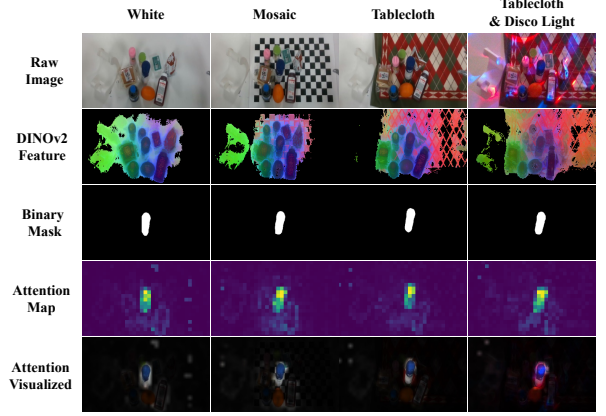 White
Mosaic
Tablecloth
Tablecloth
& Disco Light
Raw
Image
DINOv2
Feature
Binary
Mask
Attention
Map
Attention
Visualized